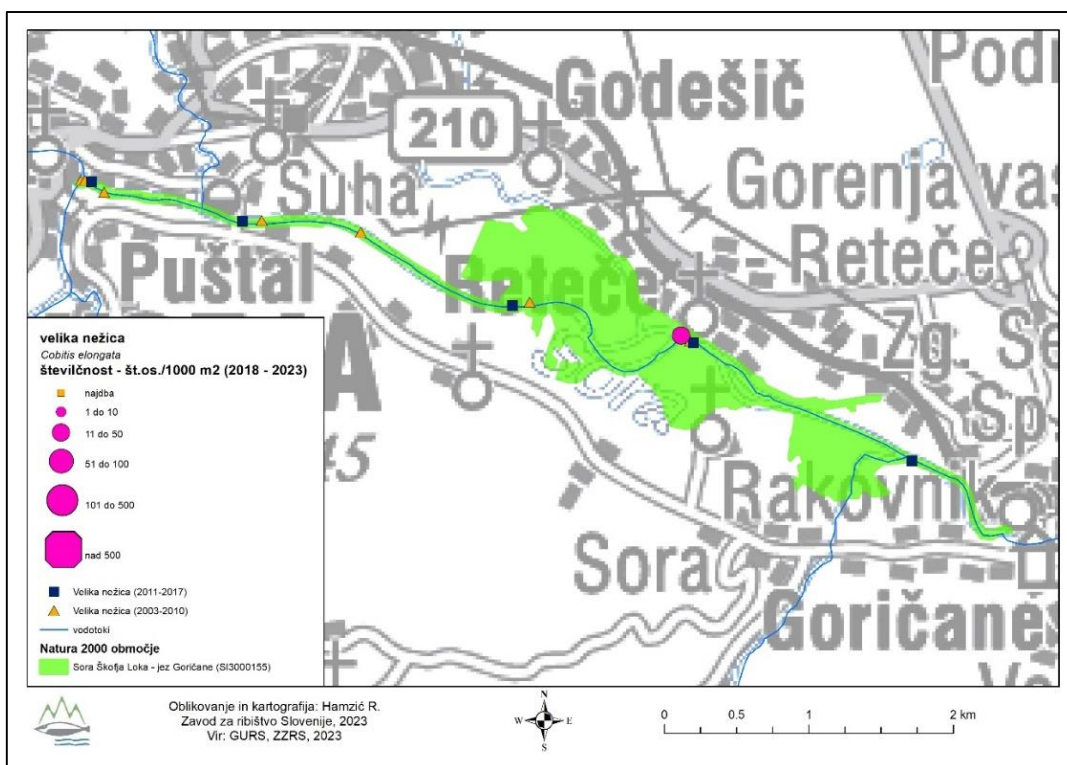 Godešič
Podr
210
Gorenja vas
Suha
- Reteče
Puštal
Reteče
Zg. Se
Sp.
Sora
Rakovnik
A
45
Sora
Goričane
velika nežica
Cobitis elongata
številčnost - št.os./1000 m2 (2018 - 2023)
najdba
1 do 10
11 do 50
51 do 100
101 do 500
nad 500
Velika nežica (2011-2017)
Velika nežica (2003-2010)
vodotoki
Natura 2000 območje
Sora Škofja Loka - jez Goričane (SI3000155)
Oblikovanje in kartografija: Hamzić R.
Zavod za ribištvo Slovenije, 2023
Vir: GURS, ZZRS, 2023
N
W E
S
0 0.5 1 2 km